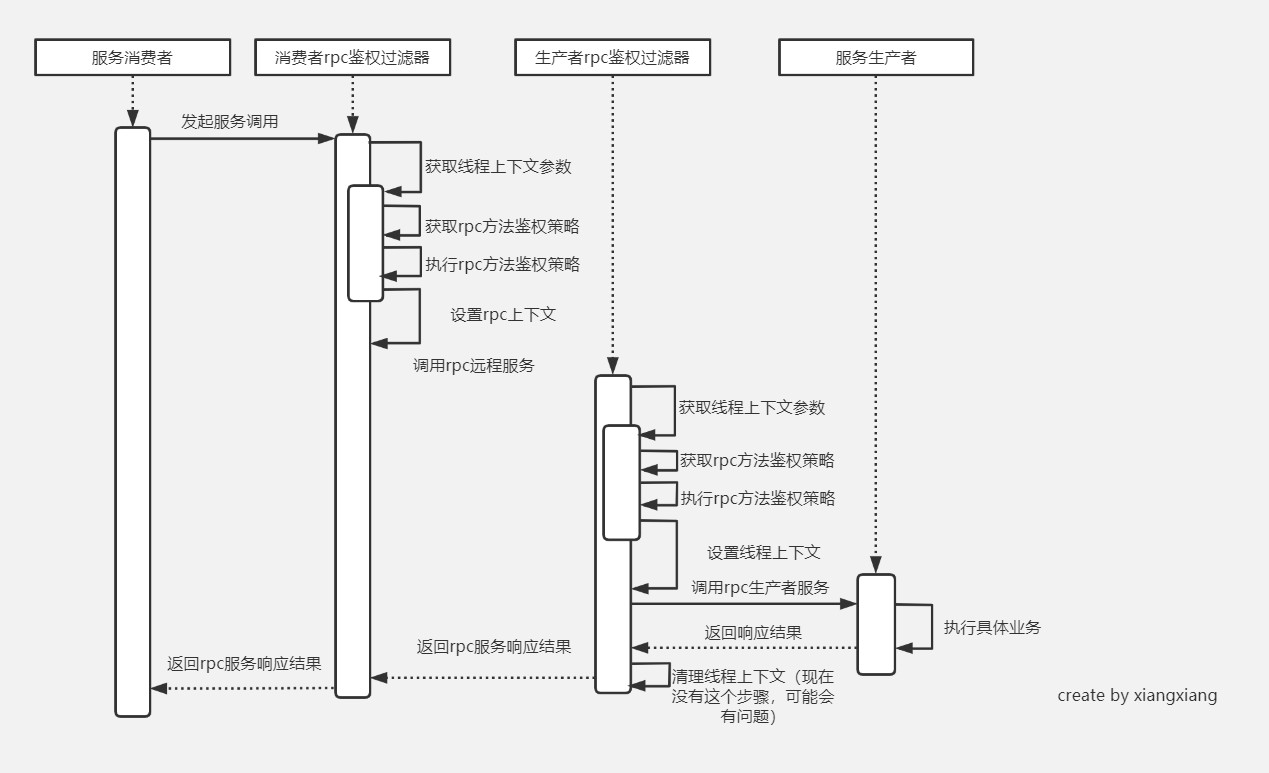 服务消费者
消费者rpc鉴权过滤器
生产者rpc鉴权过滤器
服务生产者
发起服务调用
获取线程上下文参数
获取rpc方法鉴权策略
执行rpc方法鉴权策略
设置rpc上下文
调用rpc远程服务
获取线程上下文参数
获取rpc方法鉴权策略
执行rpc方法鉴权策略
设置线程上下文
调用rpc生产者服务
执行具体业务
返回响应结果
返回rpc服务响应结果
返回rpc服务响应结果
清理线程上下文（现在
没有这个步骤，可能会
有问题）
create by xiangxiang